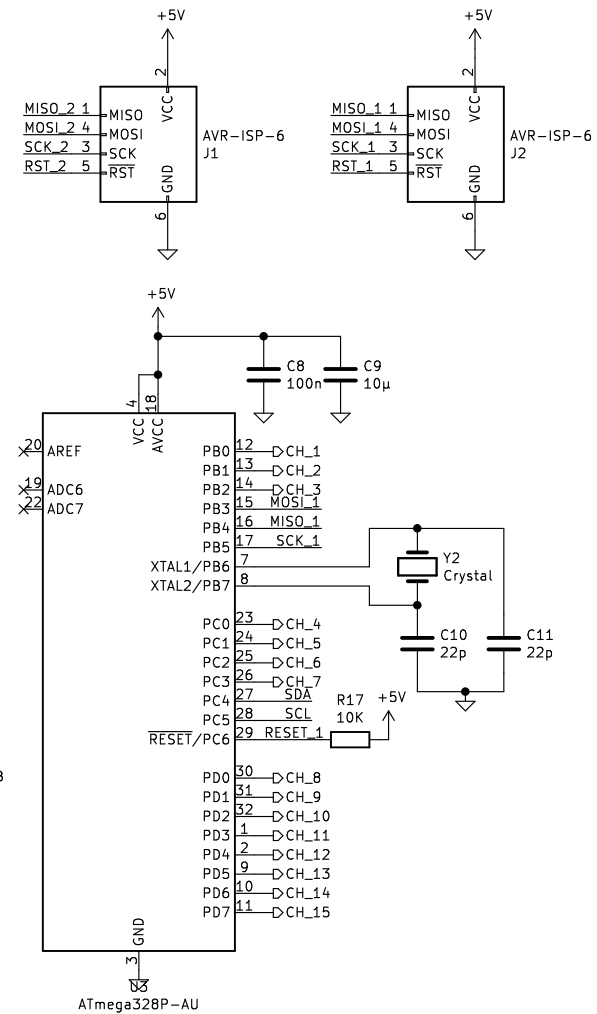 +5V
+5V
2
VCC
MISO_2 1 MISO
MOSI_2 4 MOSI
SCK_2 3 SCK
RST_2 5 RST
AVR-ISP-6
J1
GND
6
2
VCC
MISO_1 1 MISO
MOSI_1 4 MOSI
SCK_1 3 SCK
RST_1 5 RST
AVR-ISP-6
J2
GND
6
+5V
C8
100n
C9
10µ
4
18
VCC
AVCC
20 AREF
19 ADC6
22 ADC7
PB0 12 CH_1
PB1 13 CH_2
PB2 14 CH_3
PB3 15 MOSI_1
PB4 16 MISO_1
PB5 17 SCK_1
XTAL1/PB6 7
XTAL2/PB7 8
Y2
Crystal
C10
22p
C11
22p
PC0 23 CH_4
PC1 24 CH_5
PC2 25 CH_6
PC3 26 CH_7
PC4 27 SDA
PC5 28 SCL
RESET/PC6 29 RESET_1
R17
10K
+5V
PD0 30 CH_8
PD1 31 CH_9
PD2 32 CH_10
PD3 1 CH_11
PD4 2 CH_12
PD5 9 CH_13
PD6 10 CH_14
PD7 11 CH_15
GND
3
U3
ATmega328P-AU